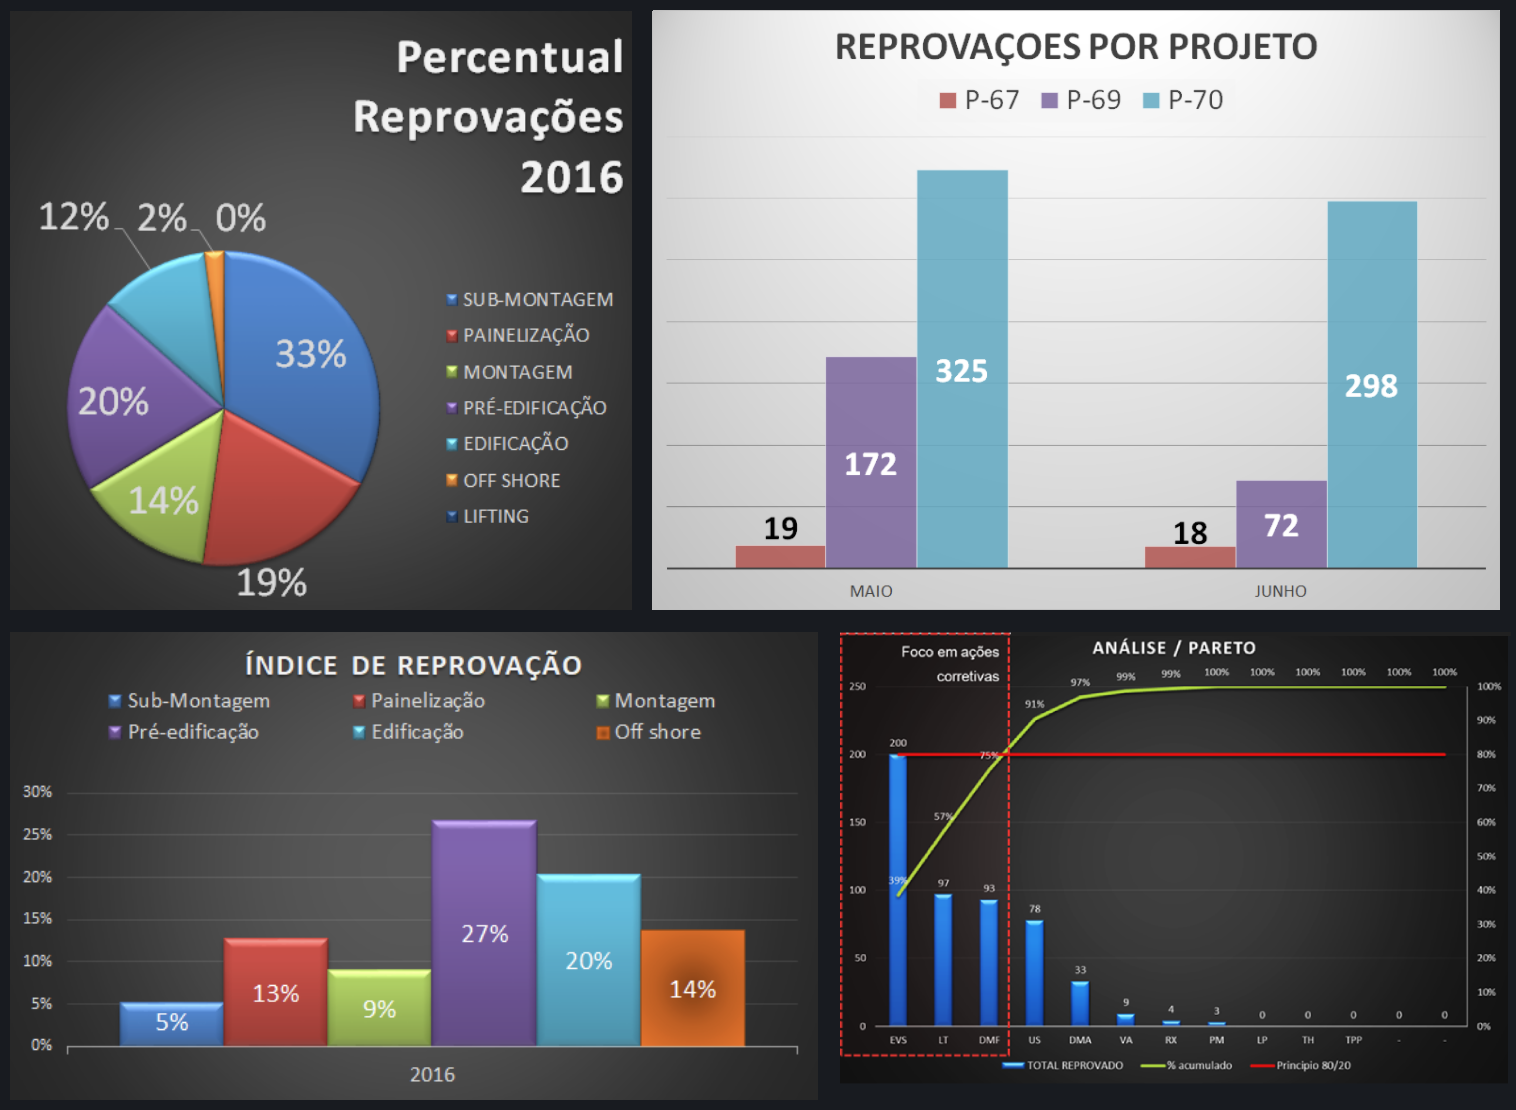 Percentual
Reprovações
2016
12% 2% 0%
33%
20%
14%
19%
SUB-MONTAGEM
PAINELIZAÇÃO
MONTAGEM
PRÉ-EDIFICAÇÃO
EDIFICAÇÃO
OFF SHORE
LIFTING
REPROVAÇOES POR PROJETO
P-67 P-69 P-70
19 172 325
18 72 298
MAIO JUNHO
ÍNDICE DE REPROVAÇÃO
Sub-Montagem Painelização Montagem
Pré-edificação Edificação Off shore
30%
25%
20%
15%
10%
5%
0%
5% 13% 9% 27% 20% 14%
2016
ANÁLISE / PARETO
Foco em ações
corretivas
250
200
150
100
50
0
39% 57% 75% 91% 97% 99% 99% 100% 100% 100% 100% 100% 100%
200 97 93 78 33 9 4 3 0 0 0 0 0
100%
90%
80%
70%
60%
50%
40%
30%
20%
10%
0%
EVS LT DMF US DMA VA RX PM LP TH TPP - -
TOTAL REPROVADO % acumulado Principio 80/20